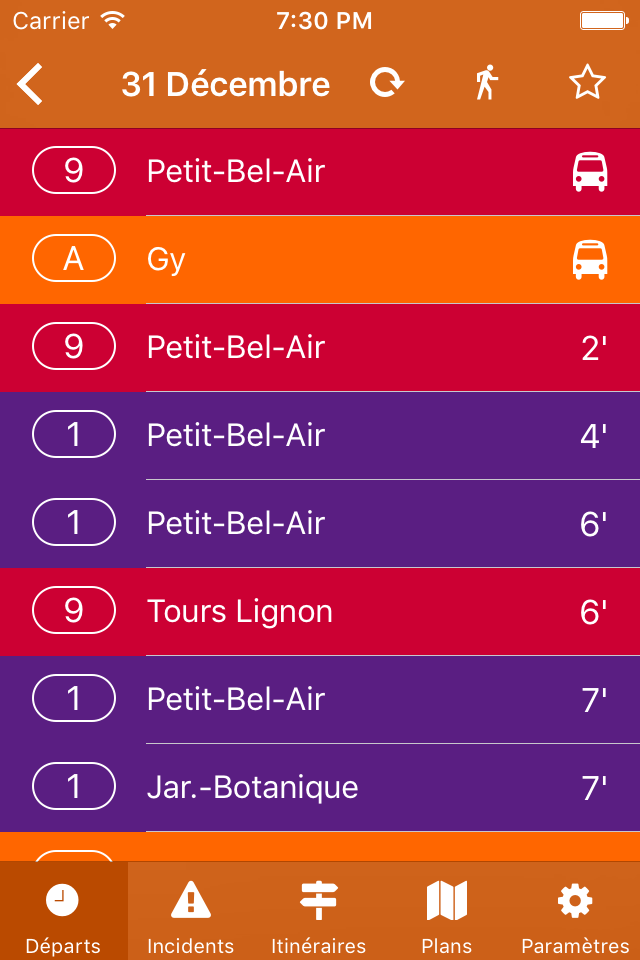 Carrier 7:30 PM
31 Décembre
9 Petit-Bel-Air
A Gy
9 Petit-Bel-Air 2'
1 Petit-Bel-Air 4'
1 Petit-Bel-Air 6'
9 Tours Lignon 6'
1 Petit-Bel-Air 7'
1 Jar.-Botanique 7'
Départs Incidents Itinéraires Plans Paramètres